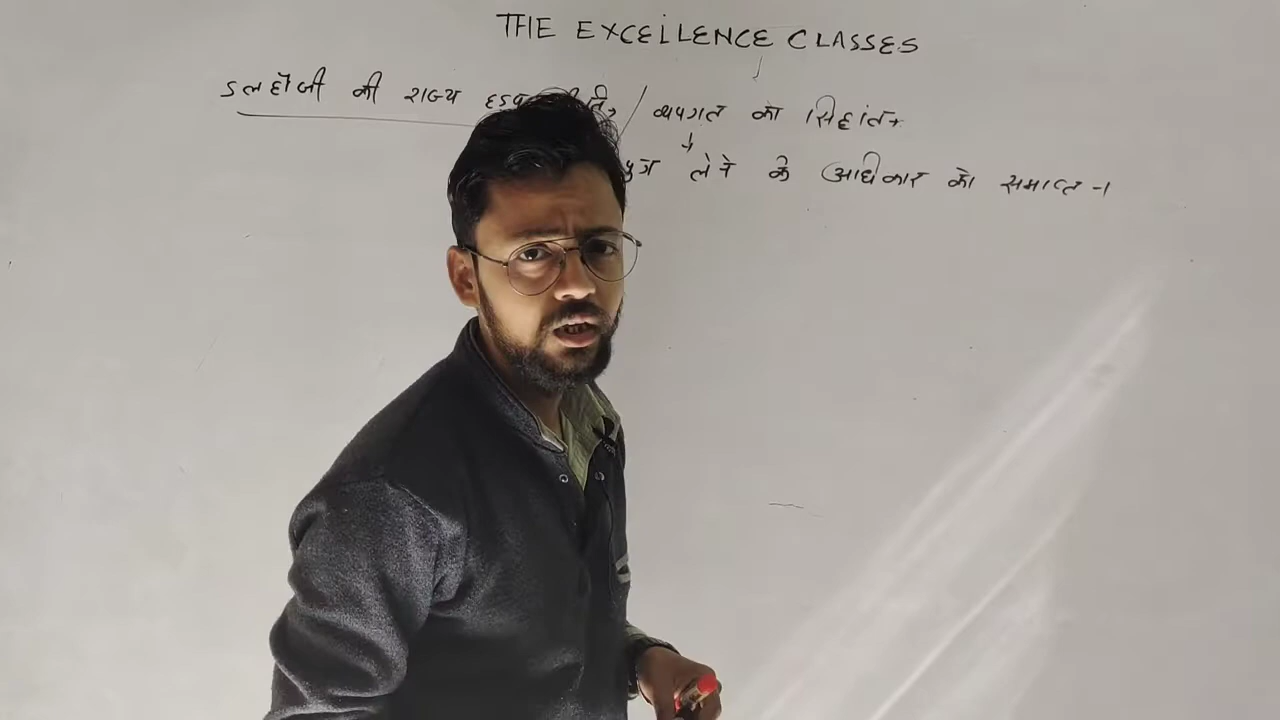 THE EXCELLENCE CLASSES
डलहौजी की राज्य / व्यपगत का सिद्धांत →
↓
लेने के अधिकार को समाप्त -।